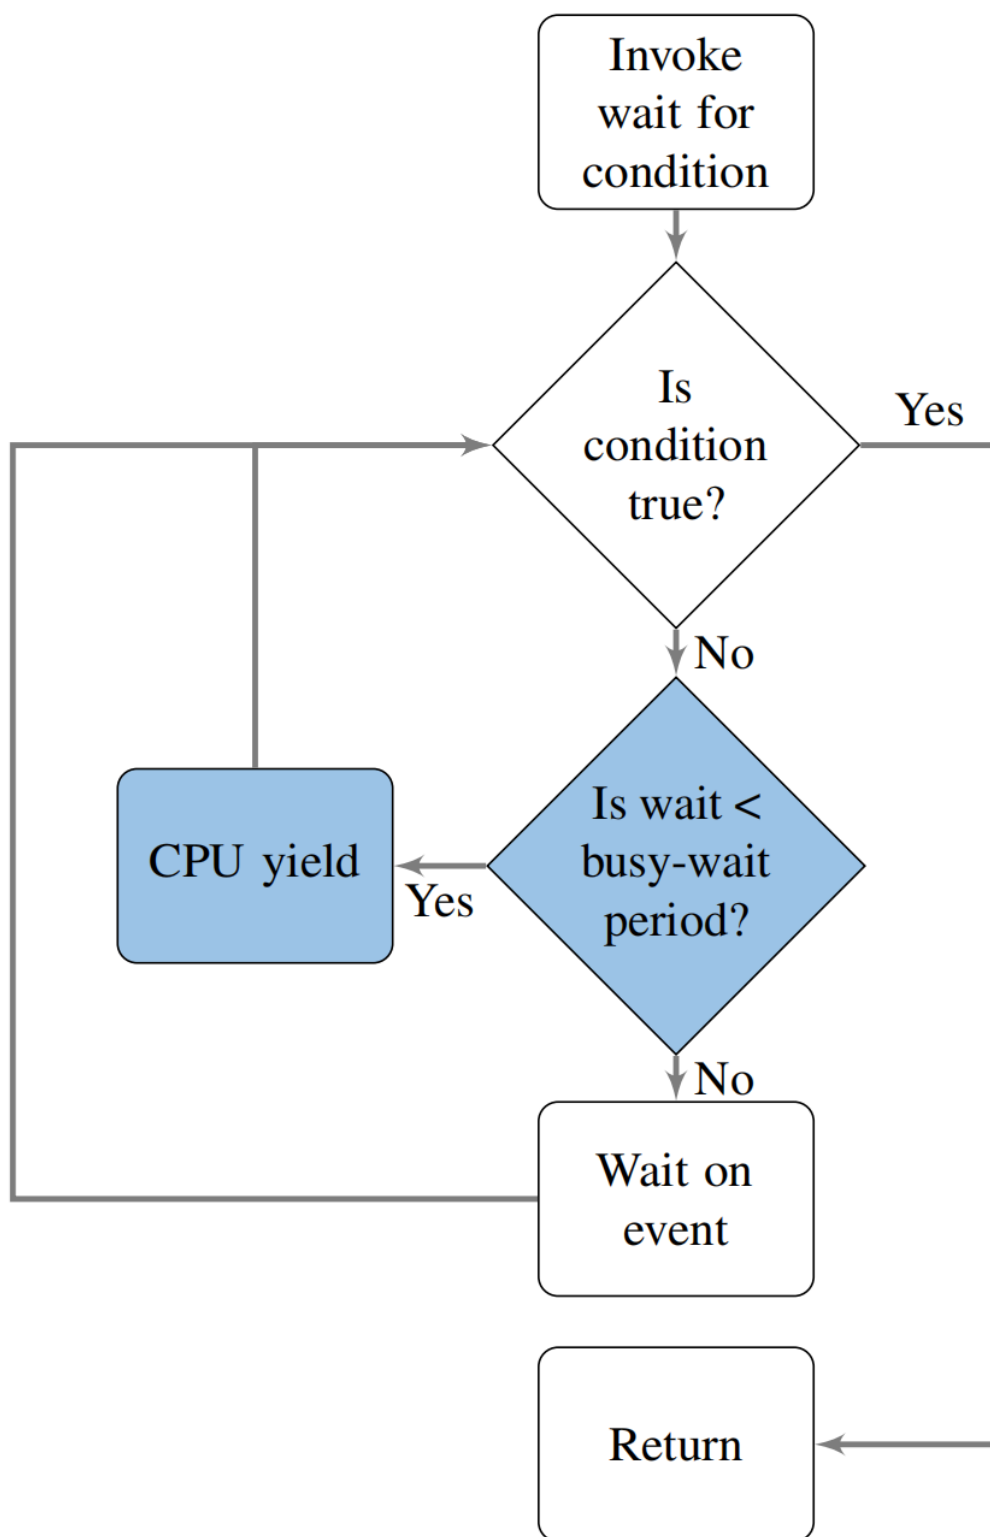 Invoke
wait for
condition
Is
condition
true?
Yes
No
Is wait <
busy-wait
period?
CPU yield
Yes
No
Wait on
event
Return